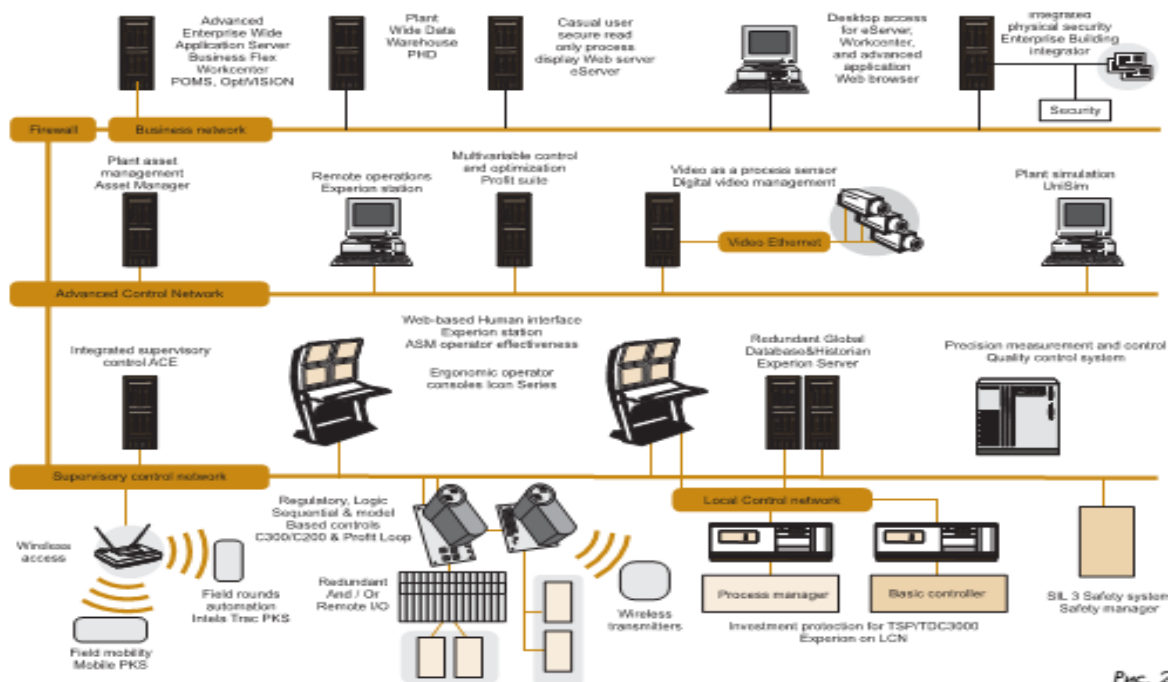 Advanced
Enterprise Wide
Application Server
Business Flex
Workcenter
POMS, OptiVISION
Plant
Wide Data
Warehouse
PHD
Casual user
secure read
only process
display Web server
eServer
Desktop access
for eServer,
Workcenter,
and advanced
application
Web browser
Integrated
physical security
Enterprise Building
integrator
Security
Firewall
Business network
Plant asset
management
Asset Manager
Remote operations
Experion station
Multivariable control
and optimization
Profit suite
Video as a process sensor
Digital video management
Video Ethernet
Plant simulation
UniSim
Advanced Control Network
Integrated supervisory
control ACE
Web-based Human interface
Experion station
ASM operator effectiveness
Ergonomic operator
consoles Icon Series
Redundant Global
Database&Historian
Experion Server
Precision measurement and control
Quality control system
Supervisory control network
Local Control network
Wireless
access
Field rounds
automation
Intela Trac PKS
Field mobility
Mobile PKS
Regulatory, Logic
Sequential & model
Based controls
C300/C200 & Profit Loop
Redundant
And / Or
Remote I/O
Wireless
transmitters
Process manager
Basic controller
Investment protection for TSP/TDC3000
Experion on LCN
SIL 3 Safety system
Safety manager
Рис. 2